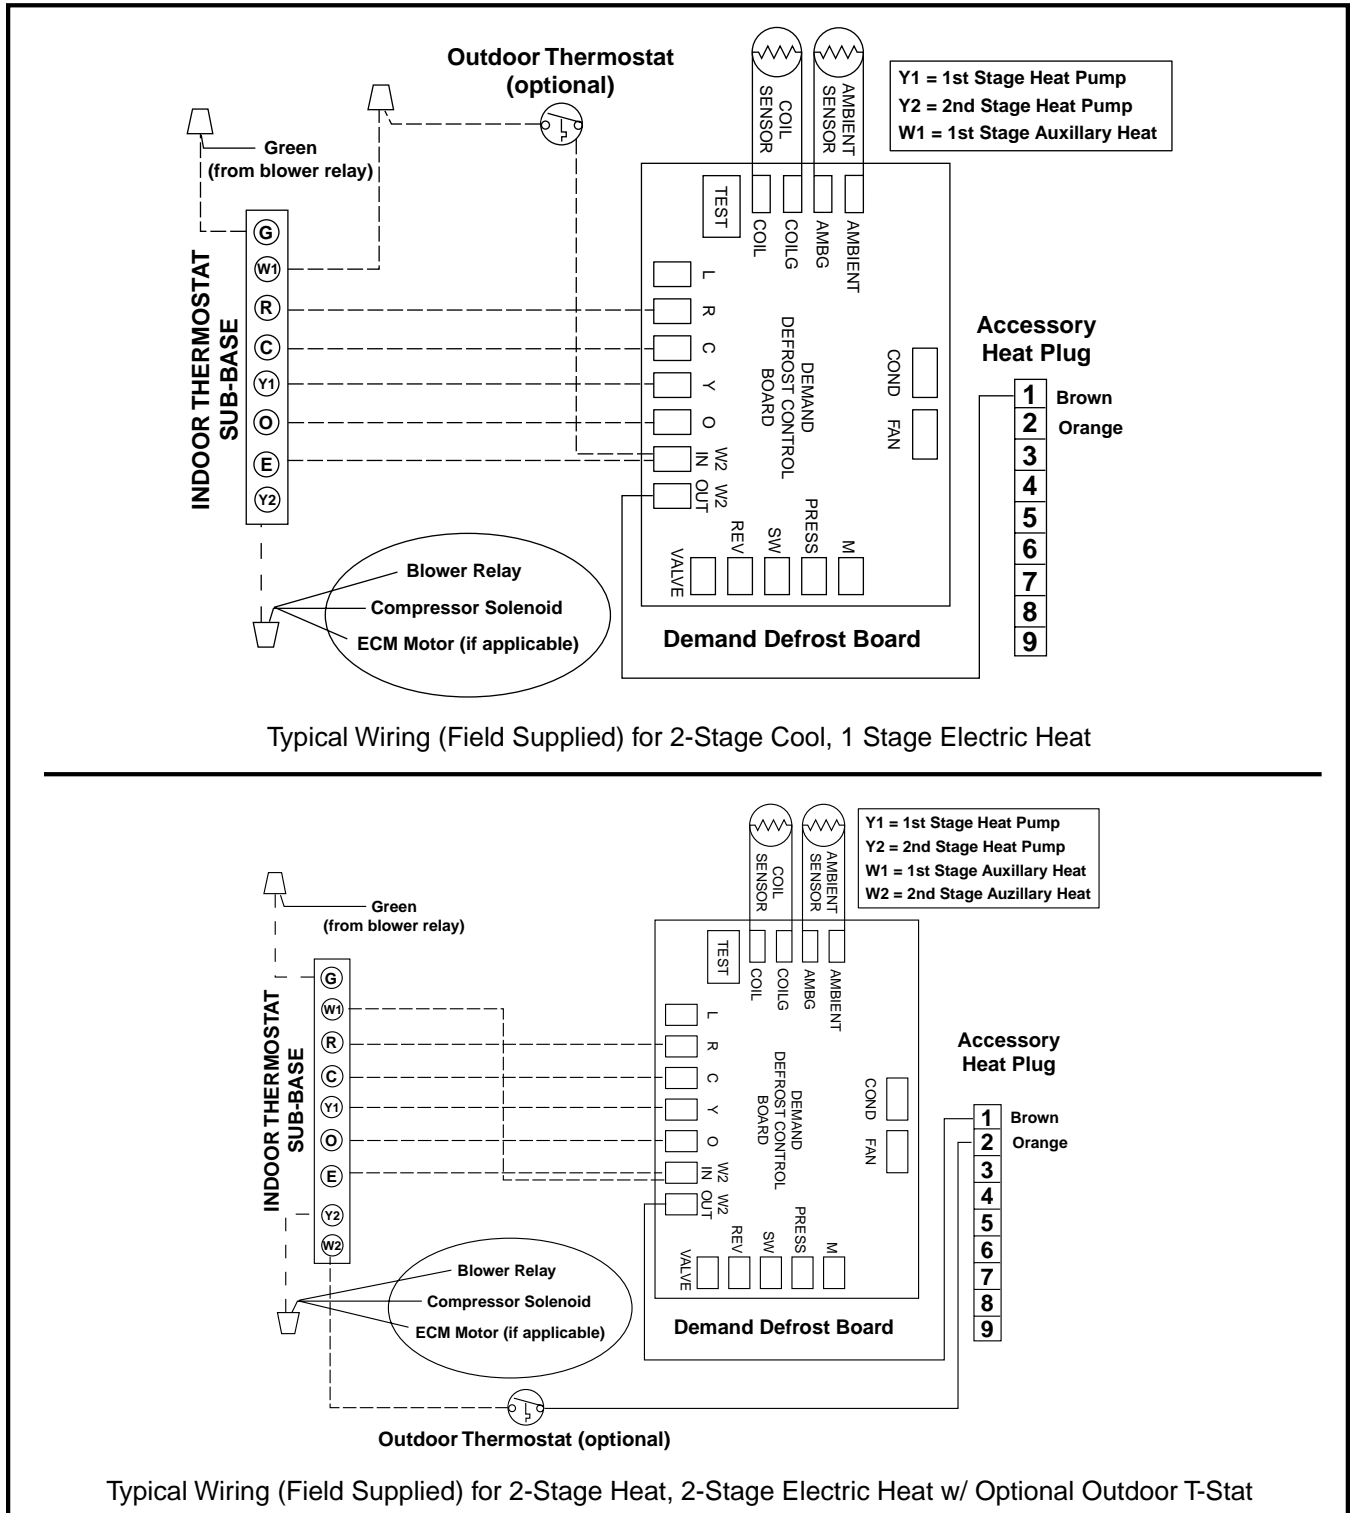 Outdoor Thermostat
(optional)
Y1 = 1st Stage Heat Pump
Y2 = 2nd Stage Heat Pump
W1 = 1st Stage Auxillary Heat
COIL
SENSOR
AMBIENT
SENSOR
Green
(from blower relay)
TEST
COIL
COILG
AMBG
AMBIENT
INDOOR THERMOSTAT
SUB-BASE
G
W1
R
C
Y1
O
E
Y2
L
R
C
Y
O
W2
IN
W2
OUT
DEMAND
DEFROST CONTROL
BOARD
COND
FAN
Accessory
Heat Plug
1 Brown
2 Orange
3
4
5
6
7
8
9
VALVE
REV
SW
PRESS
M
Blower Relay
Compressor Solenoid
ECM Motor (if applicable)
Demand Defrost Board
Typical Wiring (Field Supplied) for 2-Stage Cool, 1 Stage Electric Heat
Y1 = 1st Stage Heat Pump
Y2 = 2nd Stage Heat Pump
W1 = 1st Stage Auxillary Heat
W2 = 2nd Stage Auzillary Heat
COIL
SENSOR
AMBIENT
SENSOR
Green
(from blower relay)
TEST
COIL
COILG
AMBG
AMBIENT
INDOOR THERMOSTAT
SUB-BASE
G
W1
R
C
Y1
O
E
Y2
W2
L
R
C
Y
O
W2
IN
W2
OUT
DEMAND
DEFROST CONTROL
BOARD
COND
FAN
Accessory
Heat Plug
1 Brown
2 Orange
3
4
5
6
7
8
9
VALVE
REV
SW
PRESS
M
Blower Relay
Compressor Solenoid
ECM Motor (if applicable)
Demand Defrost Board
Outdoor Thermostat (optional)
Typical Wiring (Field Supplied) for 2-Stage Heat, 2-Stage Electric Heat w/ Optional Outdoor T-Stat